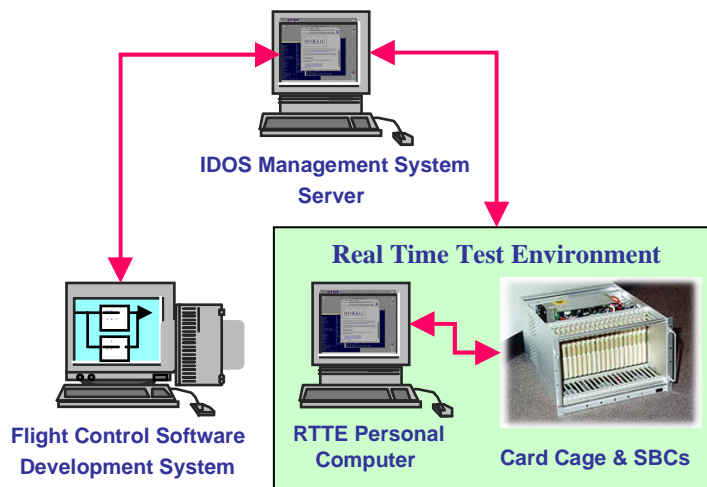 IDOS Management System
Server
Real Time Test Environment
Flight Control Software
Development System
RTTE Personal
Computer
Card Cage & SBCs